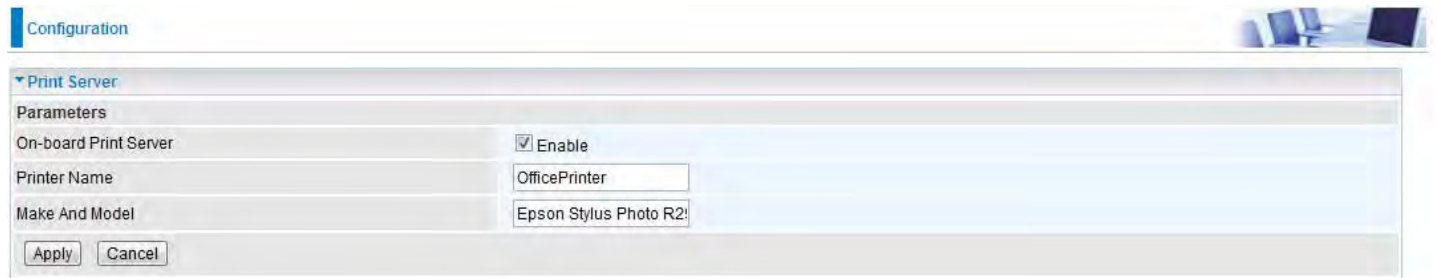 Configuration
Print Server
Parameters
On-board Print Server Enable
Printer Name OfficePrinter
Make And Model Epson Stylus Photo
Apply Cancel